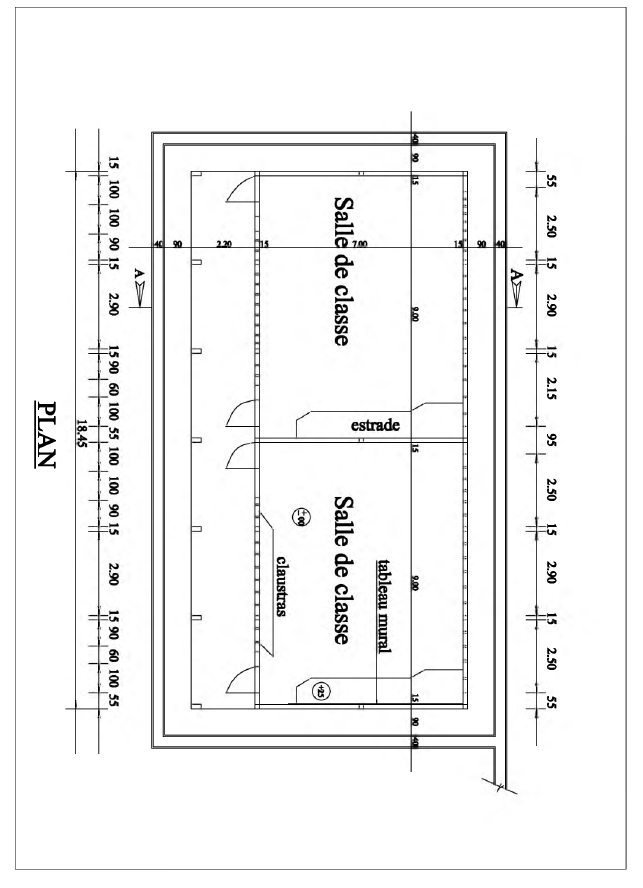 55 2.50 15 2.90 15 2.15 95 2.50 15 2.90 15 2.50 55
A
40 90 15 9.00 15 9.00 15 90 40
40 90 2.20 15 7.00 15 90 40
tableau mural
estrade
Salle de classe
Salle de classe
+25
±00
claustras
A
15 100 100 90 15 2.90 15 90 60 100 55 100 100 90 15 2.90 15 90 60 100 55
18.45
PLAN